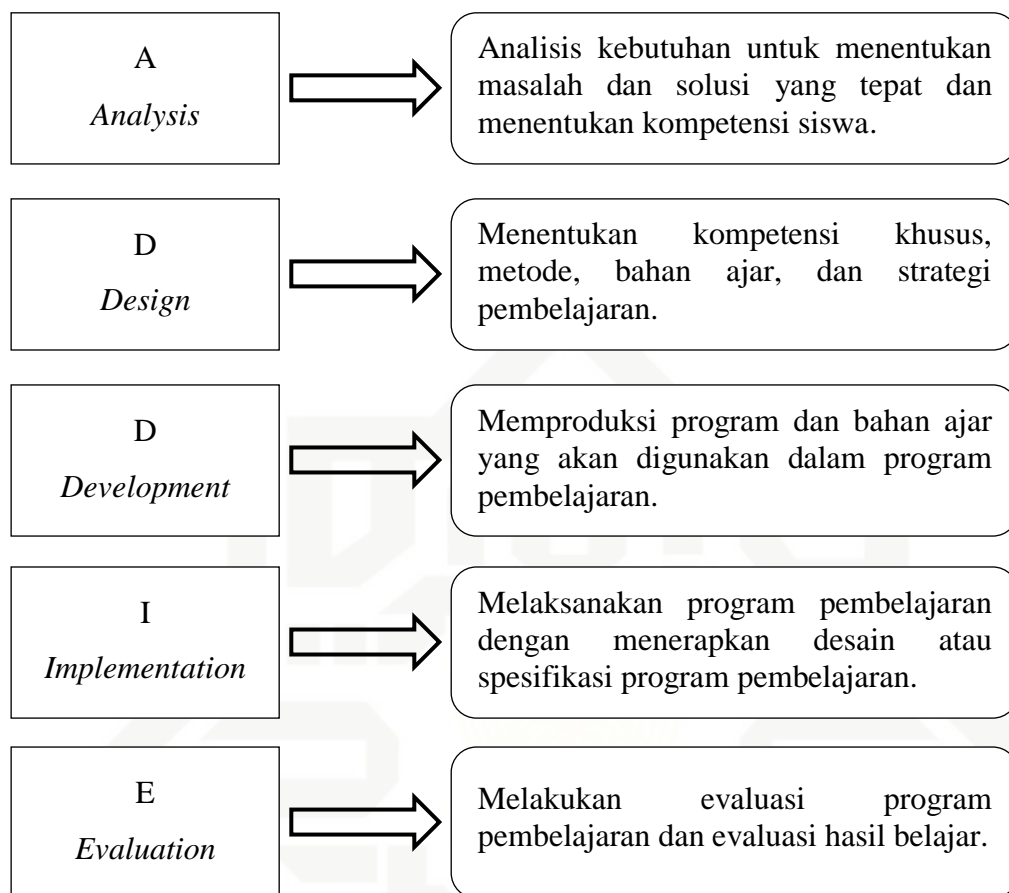 A
Analysis
Analisis kebutuhan untuk menentukan
masalah dan solusi yang tepat dan
menentukan kompetensi siswa.
D
Design
Menentukan kompetensi khusus,
metode, bahan ajar, dan strategi
pembelajaran.
D
Development
Memproduksi program dan bahan ajar
yang akan digunakan dalam program
pembelajaran.
I
Implementation
Melaksanakan program pembelajaran
dengan menerapkan desain atau
spesifikasi program pembelajaran.
E
Evaluation
Melakukan evaluasi program
pembelajaran dan evaluasi hasil belajar.